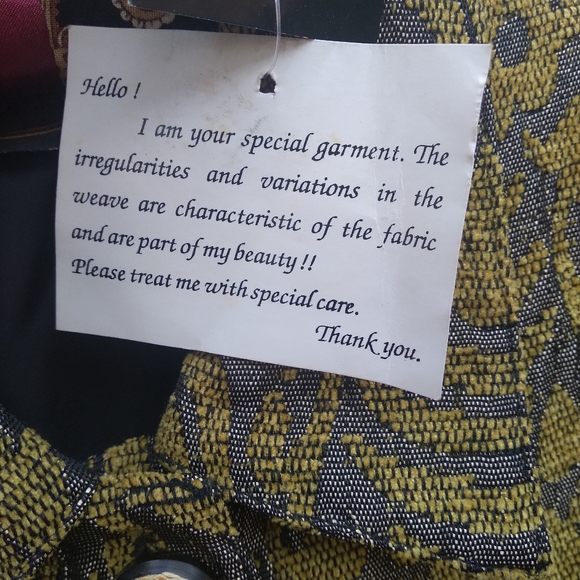 Hello !
I am your special garment. The
irregularities and variations in the
weave are characteristic of the fabric
and are part of my beauty !!
Please treat me with special care.
Thank you.